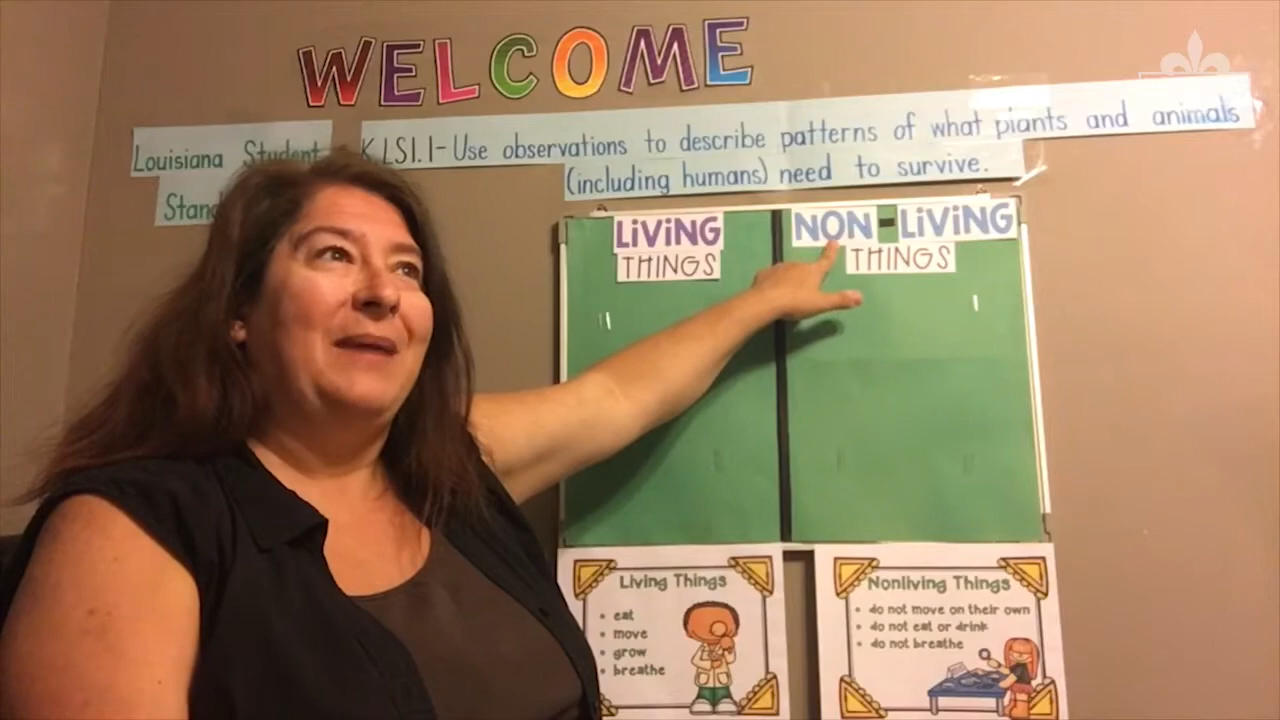 WELCOME
Louisiana Student
Stand
K.LS1.1- Use observations to describe patterns of what plants and animals
(including humans) need to survive.
LiViNG
THINGS
NON-LiViNG
THINGS
Living Things
• eat
• move
• grow
• breathe
Nonliving Things
• do not move on their own
• do not eat or drink
• do not breathe